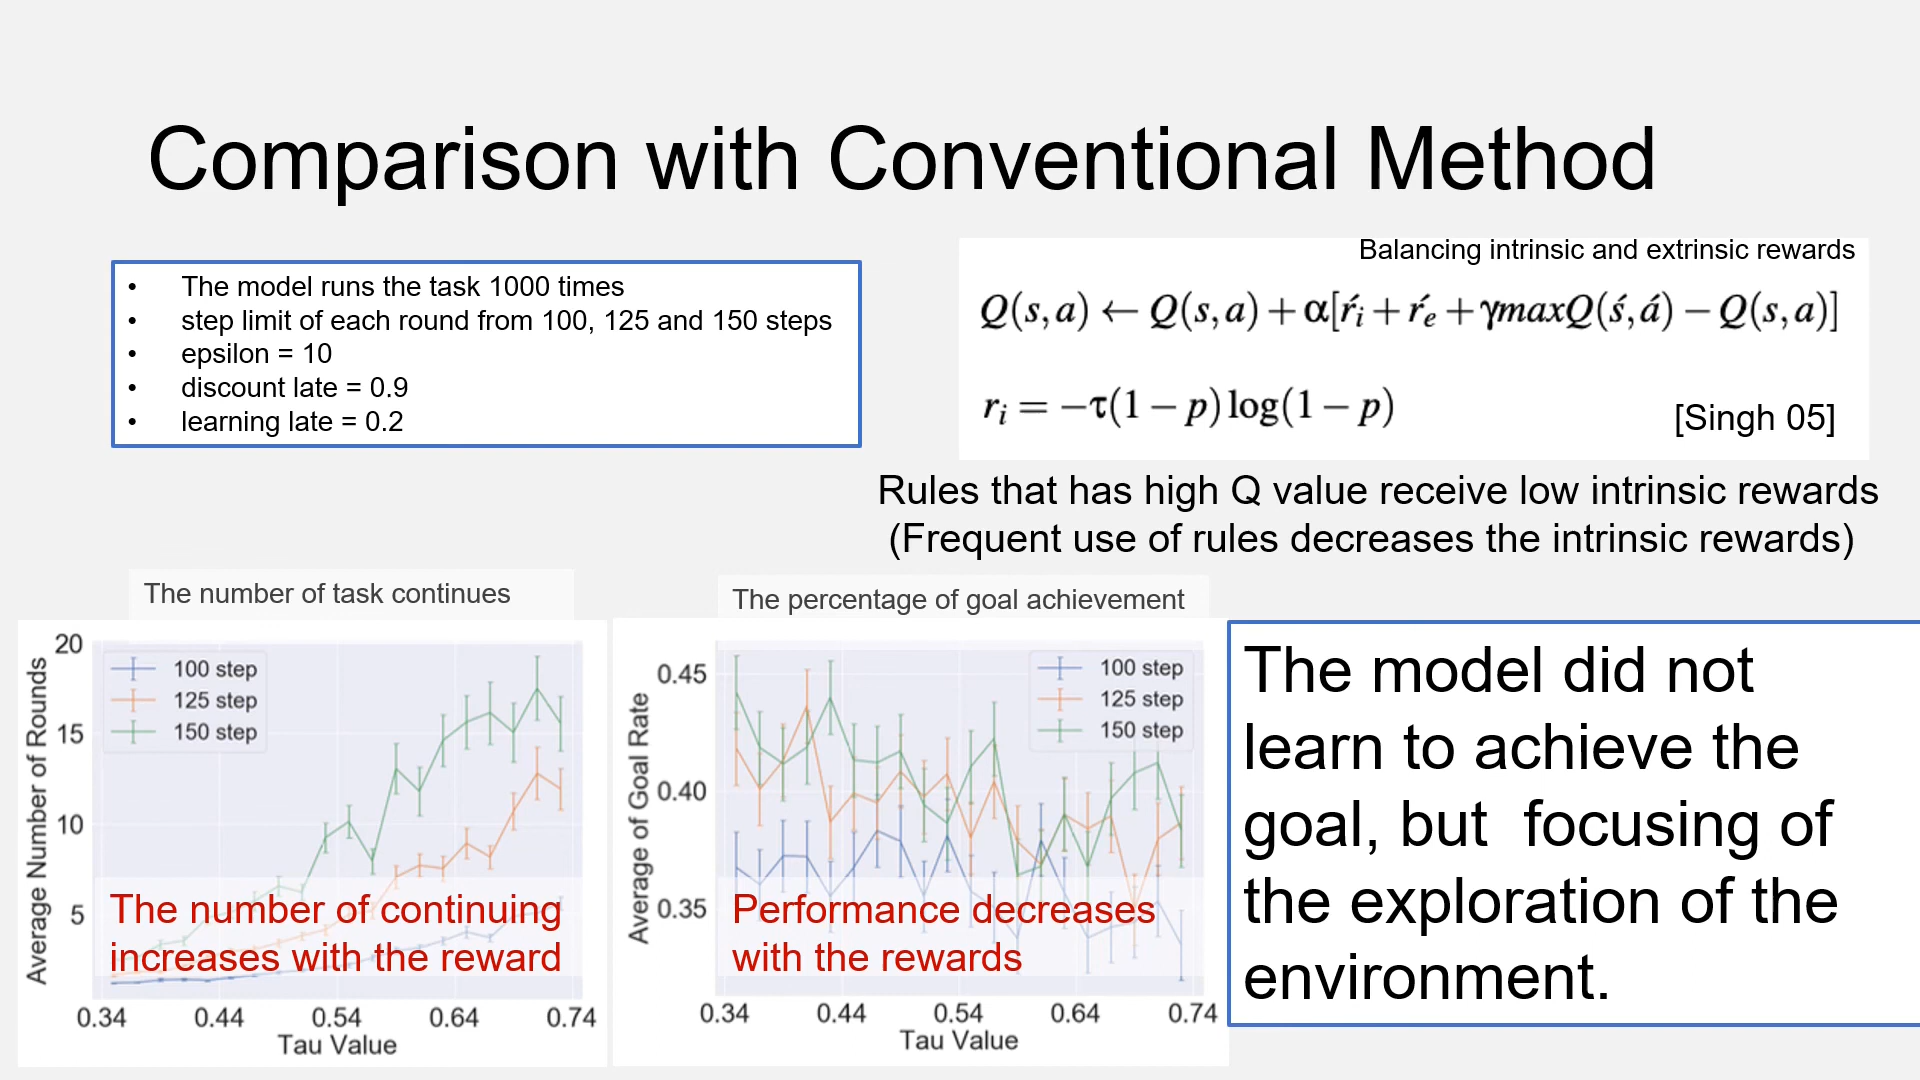 Comparison with Conventional Method
• The model runs the task 1000 times
• step limit of each round from 100, 125 and 150 steps
• epsilon = 10
• discount late = 0.9
• learning late = 0.2
Balancing intrinsic and extrinsic rewards
Q(s,a) ← Q(s,a) + α[ŕi + ŕe + γmaxQ(ś,á) − Q(s,a)]
ri = −τ(1 − p) log(1 − p)
[Singh 05]
Rules that has high Q value receive low intrinsic rewards
(Frequent use of rules decreases the intrinsic rewards)
The number of task continues
Average Number of Rounds
20
15
10
5
100 step
125 step
150 step
The number of continuing
increases with the reward
0.34 0.44 0.54 0.64 0.74
Tau Value
The percentage of goal achievement
Average of Goal Rate
0.45
0.40
0.35
100 step
125 step
150 step
Performance decreases
with the rewards
0.34 0.44 0.54 0.64 0.74
Tau Value
The model did not
learn to achieve the
goal, but  focusing of
the exploration of the
environment.